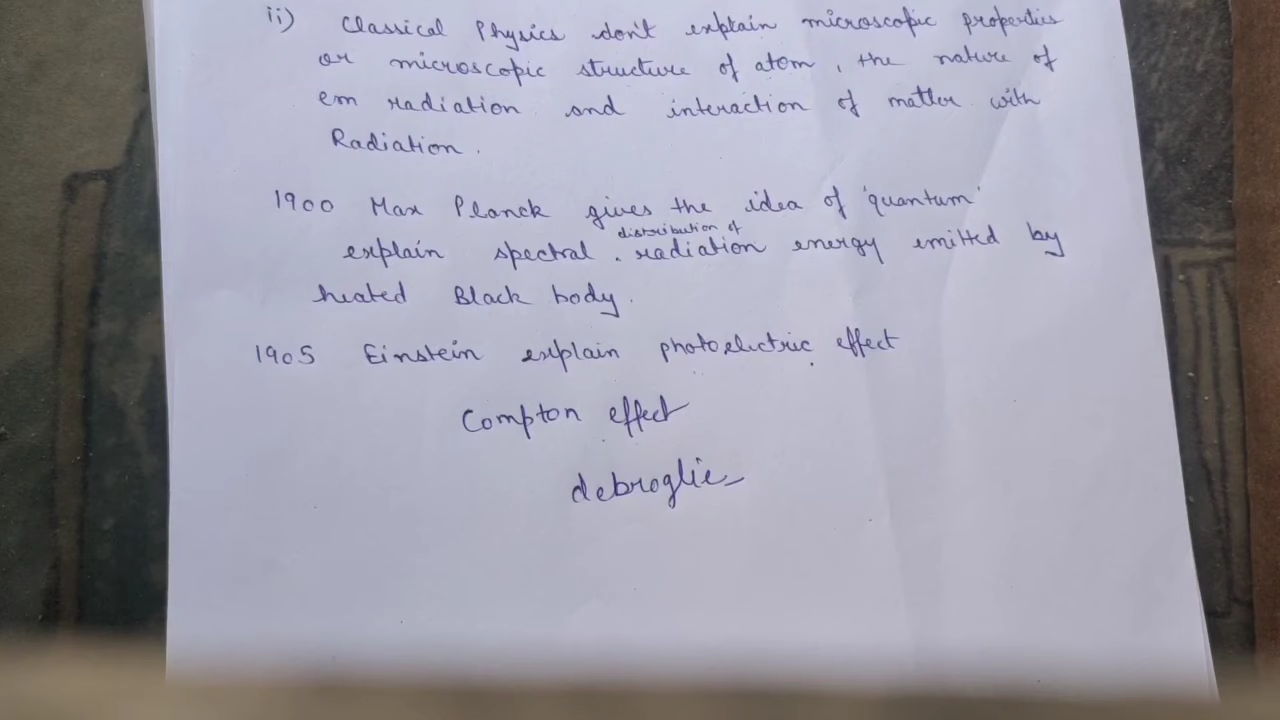 ii) Classical Physics don't explain microscopic properties
or microscopic structure of atom, the nature of
em radiation and interaction of matter with
Radiation.
1900 Max Planck gives the idea of 'quantum'
distribution of
explain spectral . radiation energy emitted by
heated Black body.
1905 Einstein explain photoelectric effect
Compton effect
debroglie